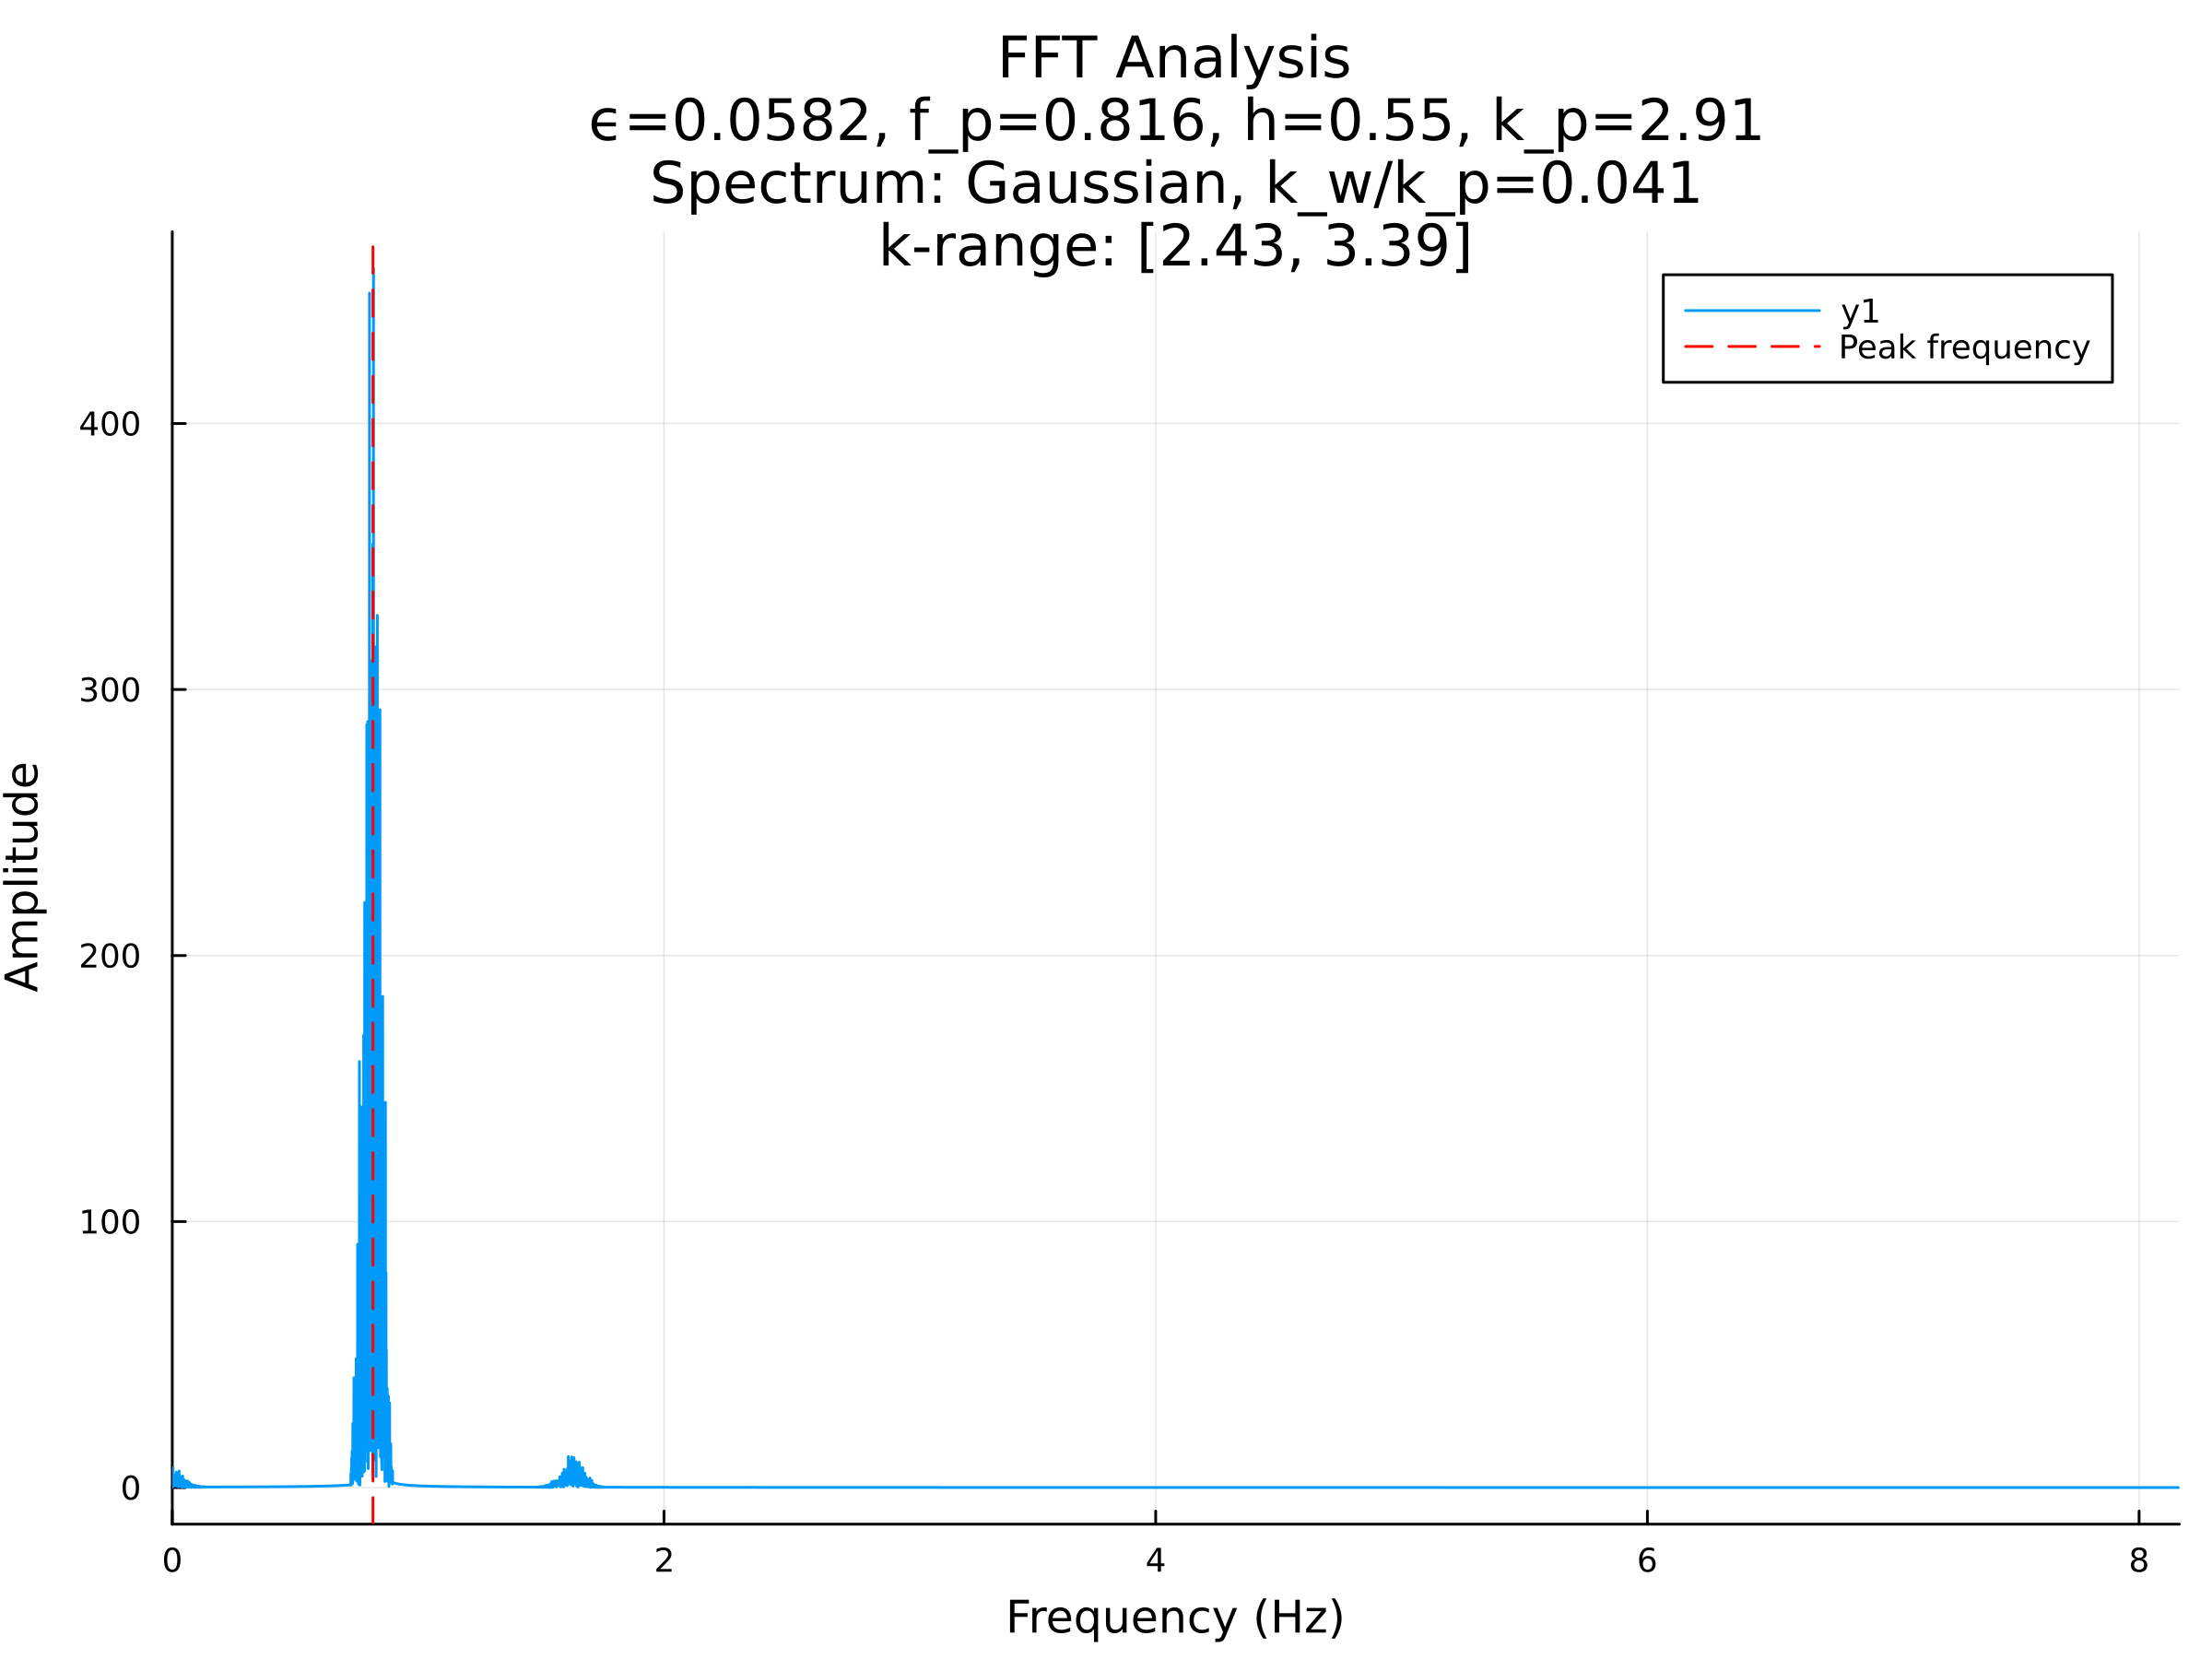 FFT Analysis
ϵ=0.0582, f_p=0.816, h=0.55, k_p=2.91
Spectrum: Gaussian, k_w/k_p=0.041
k-range: [2.43, 3.39]
y1
Peak frequency
400
300
200
100
0
Amplitude
0 2 4 6 8
Frequency (Hz)